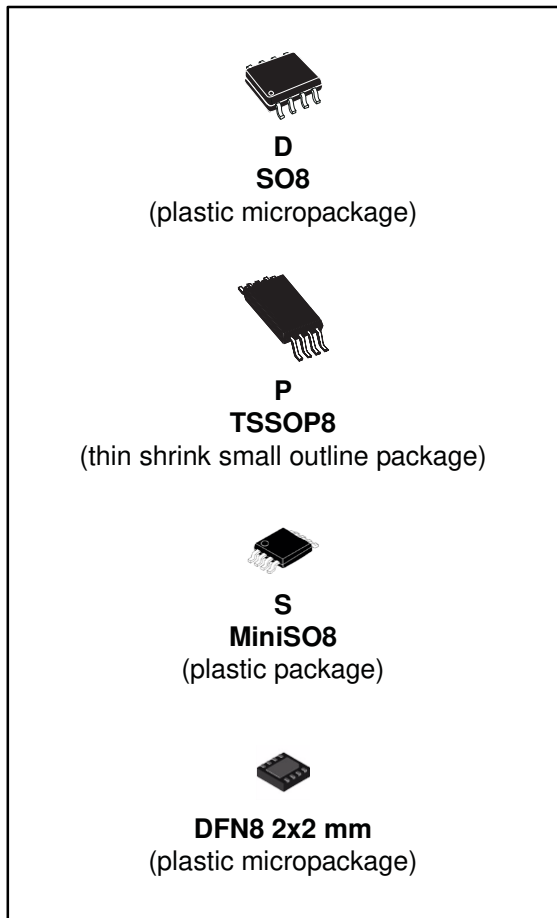 D
SO8
(plastic micropackage)
P
TSSOP8
(thin shrink small outline package)
S
MiniSO8
(plastic package)
DFN8 2x2 mm
(plastic micropackage)